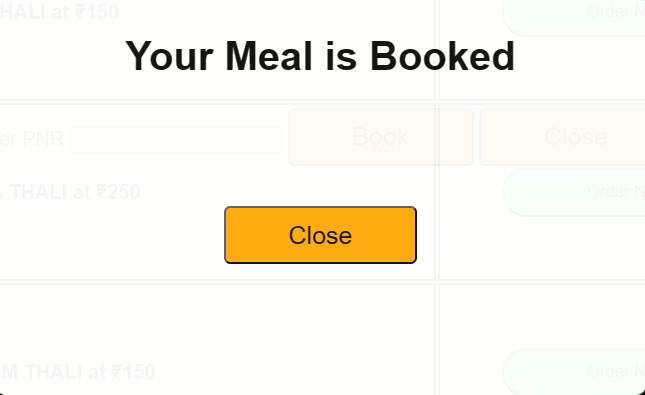 THALI at ₹150
Order N
Your Meal is Booked
er PNR
Book
Close
THALI at ₹250
Order N
Close
M THALI at ₹150
Order N